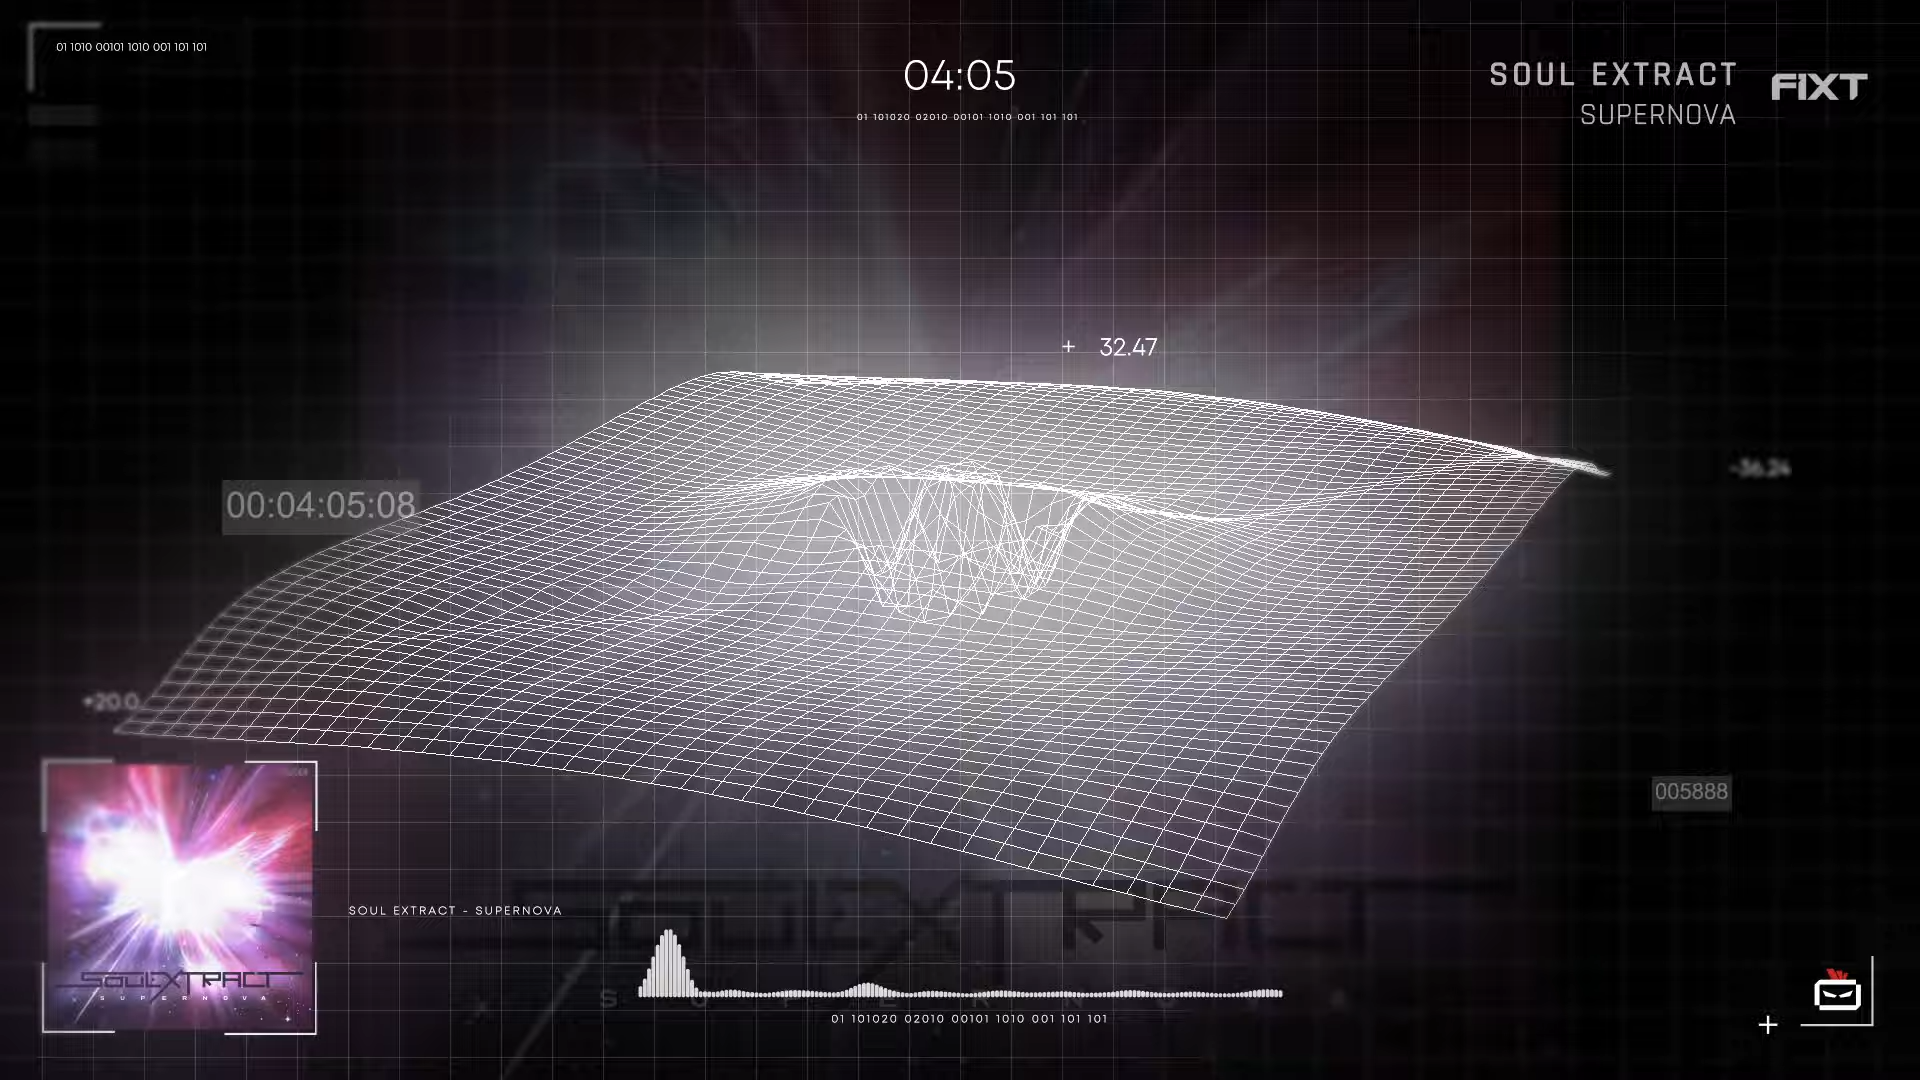 01 1010 00101 1010 001 101 101
04:05
01 101020 02010 00101 1010 001 101 101
SOUL EXTRACT
SUPERNOVA
FIXT
+ 32.47
-36.24
00:04:05:08
+20.0
005888
SOUL EXTRACT - SUPERNOVA
SOULEXTRACT
SUPERNOVA
SOULEXTRACT
SUPERNOVA
01 101020 02010 00101 1010 001 101 101
+